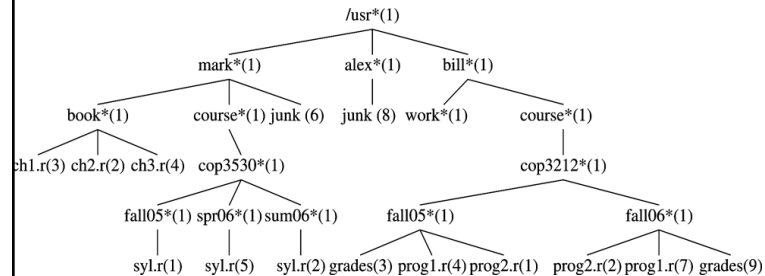 /usr*(1)
mark*(1) alex*(1) bill*(1)
book*(1) course*(1) junk (6) junk (8) work*(1) course*(1)
ch1.r(3) ch2.r(2) ch3.r(4) cop3530*(1) cop3212*(1)
fall05*(1) spr06*(1) sum06*(1) fall05*(1) fall06*(1)
syl.r(1) syl.r(5) syl.r(2) grades(3) prog1.r(4) prog2.r(1) prog2.r(2) prog1.r(7) grades(9)